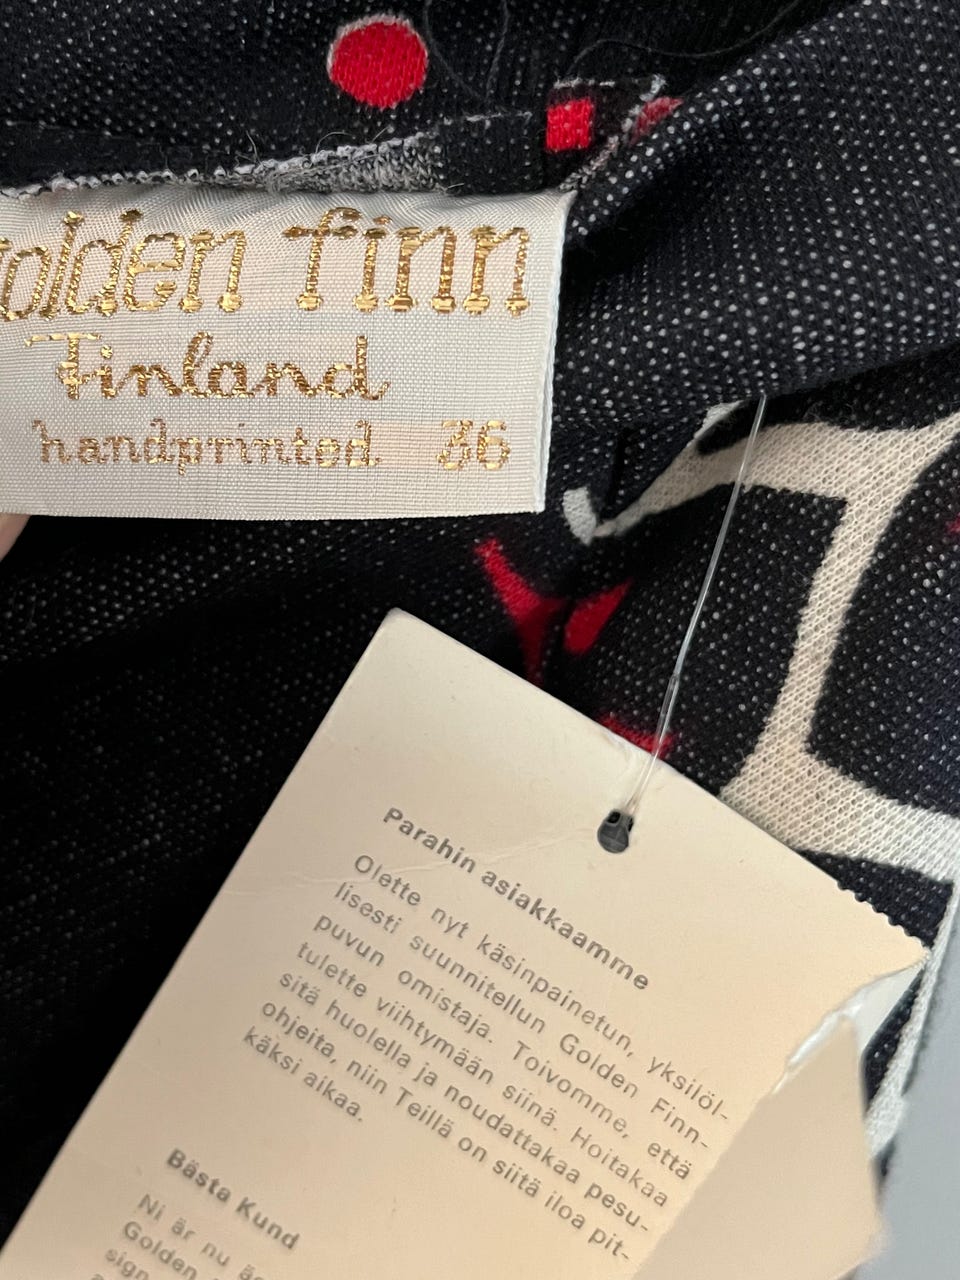 olden finn
Finland
handprinted 36
Parahin asiakkaamme
Olette nyt käsinpainetun, yksilöl-
lisesti suunnitellun Golden Finn-
puvun omistaja. Toivomme, että
tulette viihtymään siinä. Hoitakaa
sitä huolella ja noudattakaa pesu-
ohjeita, niin Teillä on siitä iloa pit-
käksi aikaa.
Bästa Kund
Ni är nu
Golden
sign